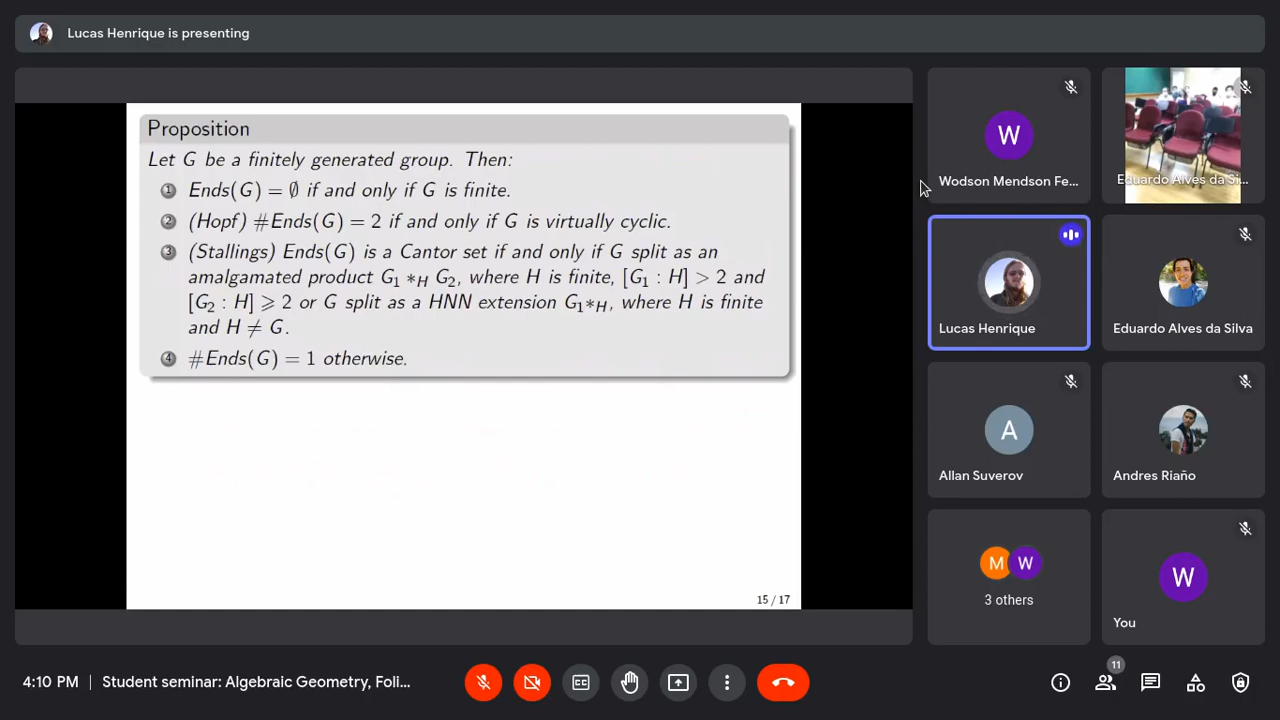 Lucas Henrique is presenting
Proposition
Let G be a finitely generated group. Then:
1 Ends(G) = ∅ if and only if G is finite.
2 (Hopf) #Ends(G) = 2 if and only if G is virtually cyclic.
3 (Stallings) Ends(G) is a Cantor set if and only if G split as an
amalgamated product G₁ *_H G₂, where H is finite, [G₁ : H] > 2 and
[G₂ : H] ⩾ 2 or G split as a HNN extension G₁*_H, where H is finite
and H ≠ G.
4 #Ends(G) = 1 otherwise.
15 / 17
W
Wodson Mendson Fe...
Eduardo Alves da Sil...
Lucas Henrique
Eduardo Alves da Silva
A
Allan Suverov
Andres Riaño
M W
3 others
W
You
4:10 PM | Student seminar: Algebraic Geometry, Foli...
11